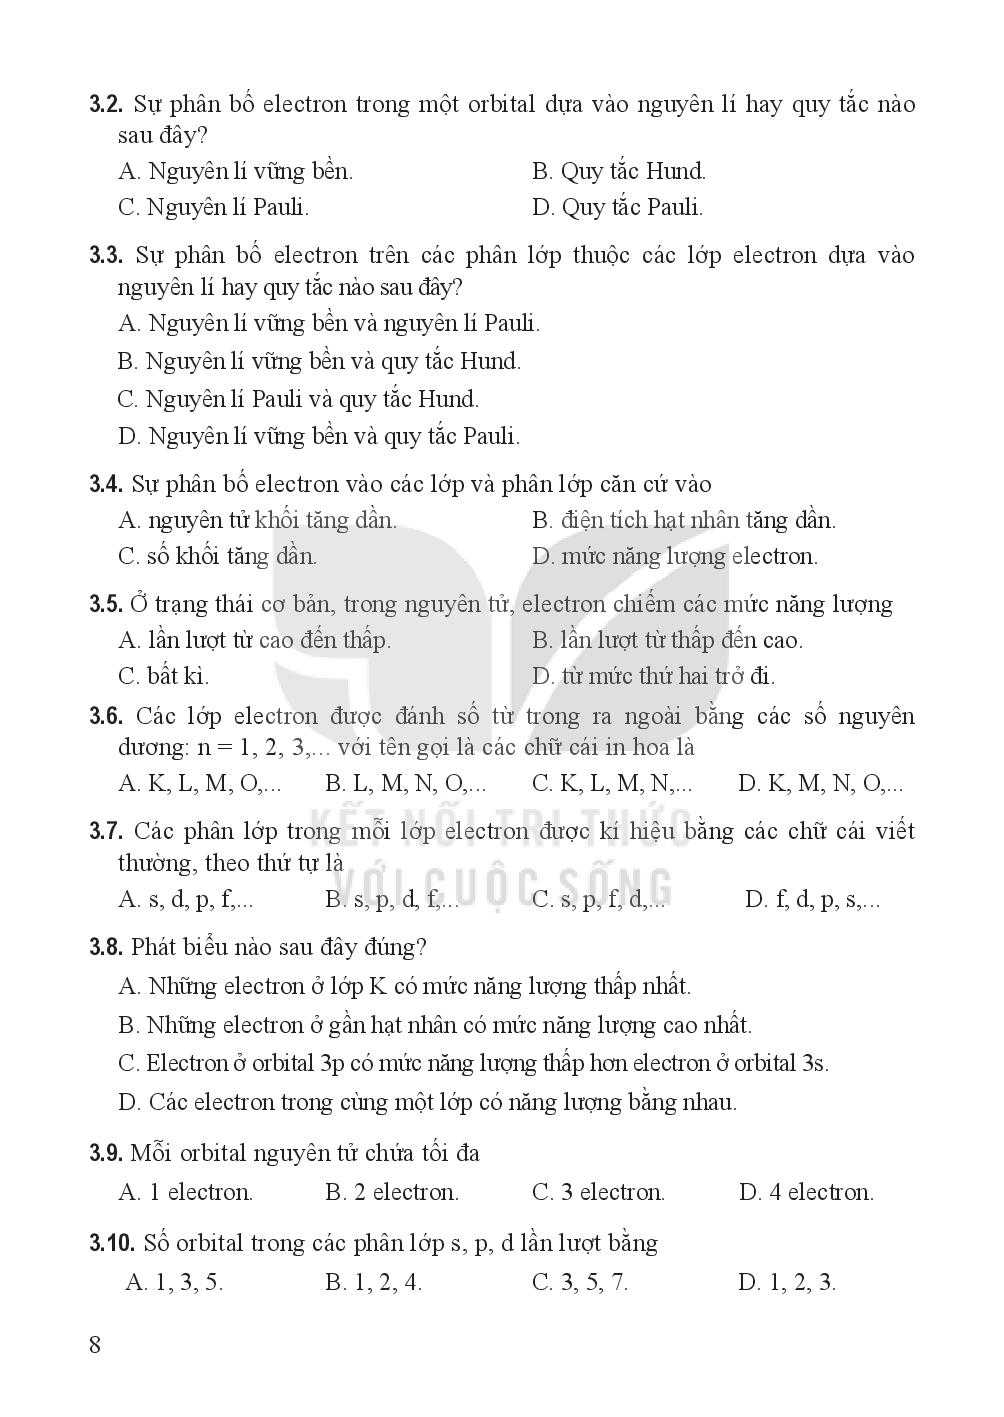 3.2. Sự phân bố electron trong một orbital dựa vào nguyên lí hay quy tắc nào
sau đây?
A. Nguyên lí vững bền. B. Quy tắc Hund.
C. Nguyên lí Pauli. D. Quy tắc Pauli.
3.3. Sự phân bố electron trên các phân lớp thuộc các lớp electron dựa vào
nguyên lí hay quy tắc nào sau đây?
A. Nguyên lí vững bền và nguyên lí Pauli.
B. Nguyên lí vững bền và quy tắc Hund.
C. Nguyên lí Pauli và quy tắc Hund.
D. Nguyên lí vững bền và quy tắc Pauli.
3.4. Sự phân bố electron vào các lớp và phân lớp căn cứ vào
A. nguyên tử khối tăng dần. B. điện tích hạt nhân tăng dần.
C. số khối tăng dần. D. mức năng lượng electron.
3.5. Ở trạng thái cơ bản, trong nguyên tử, electron chiếm các mức năng lượng
A. lần lượt từ cao đến thấp. B. lần lượt từ thấp đến cao.
C. bất kì. D. từ mức thứ hai trở đi.
3.6. Các lớp electron được đánh số từ trong ra ngoài bằng các số nguyên
dương: n = 1, 2, 3,... với tên gọi là các chữ cái in hoa là
A. K, L, M, O,... B. L, M, N, O,... C. K, L, M, N,... D. K, M, N, O,...
KẾT NỐI TRI THỨC
3.7. Các phân lớp trong mỗi lớp electron được kí hiệu bằng các chữ cái viết
thường, theo thứ tự là
VỚI CUỘC SỐNG
A. s, d, p, f,... B. s, p, d, f,... C. s, p, f, d,... D. f, d, p, s,...
3.8. Phát biểu nào sau đây đúng?
A. Những electron ở lớp K có mức năng lượng thấp nhất.
B. Những electron ở gần hạt nhân có mức năng lượng cao nhất.
C. Electron ở orbital 3p có mức năng lượng thấp hơn electron ở orbital 3s.
D. Các electron trong cùng một lớp có năng lượng bằng nhau.
3.9. Mỗi orbital nguyên tử chứa tối đa
A. 1 electron. B. 2 electron. C. 3 electron. D. 4 electron.
3.10. Số orbital trong các phân lớp s, p, d lần lượt bằng
A. 1, 3, 5. B. 1, 2, 4. C. 3, 5, 7. D. 1, 2, 3.
8